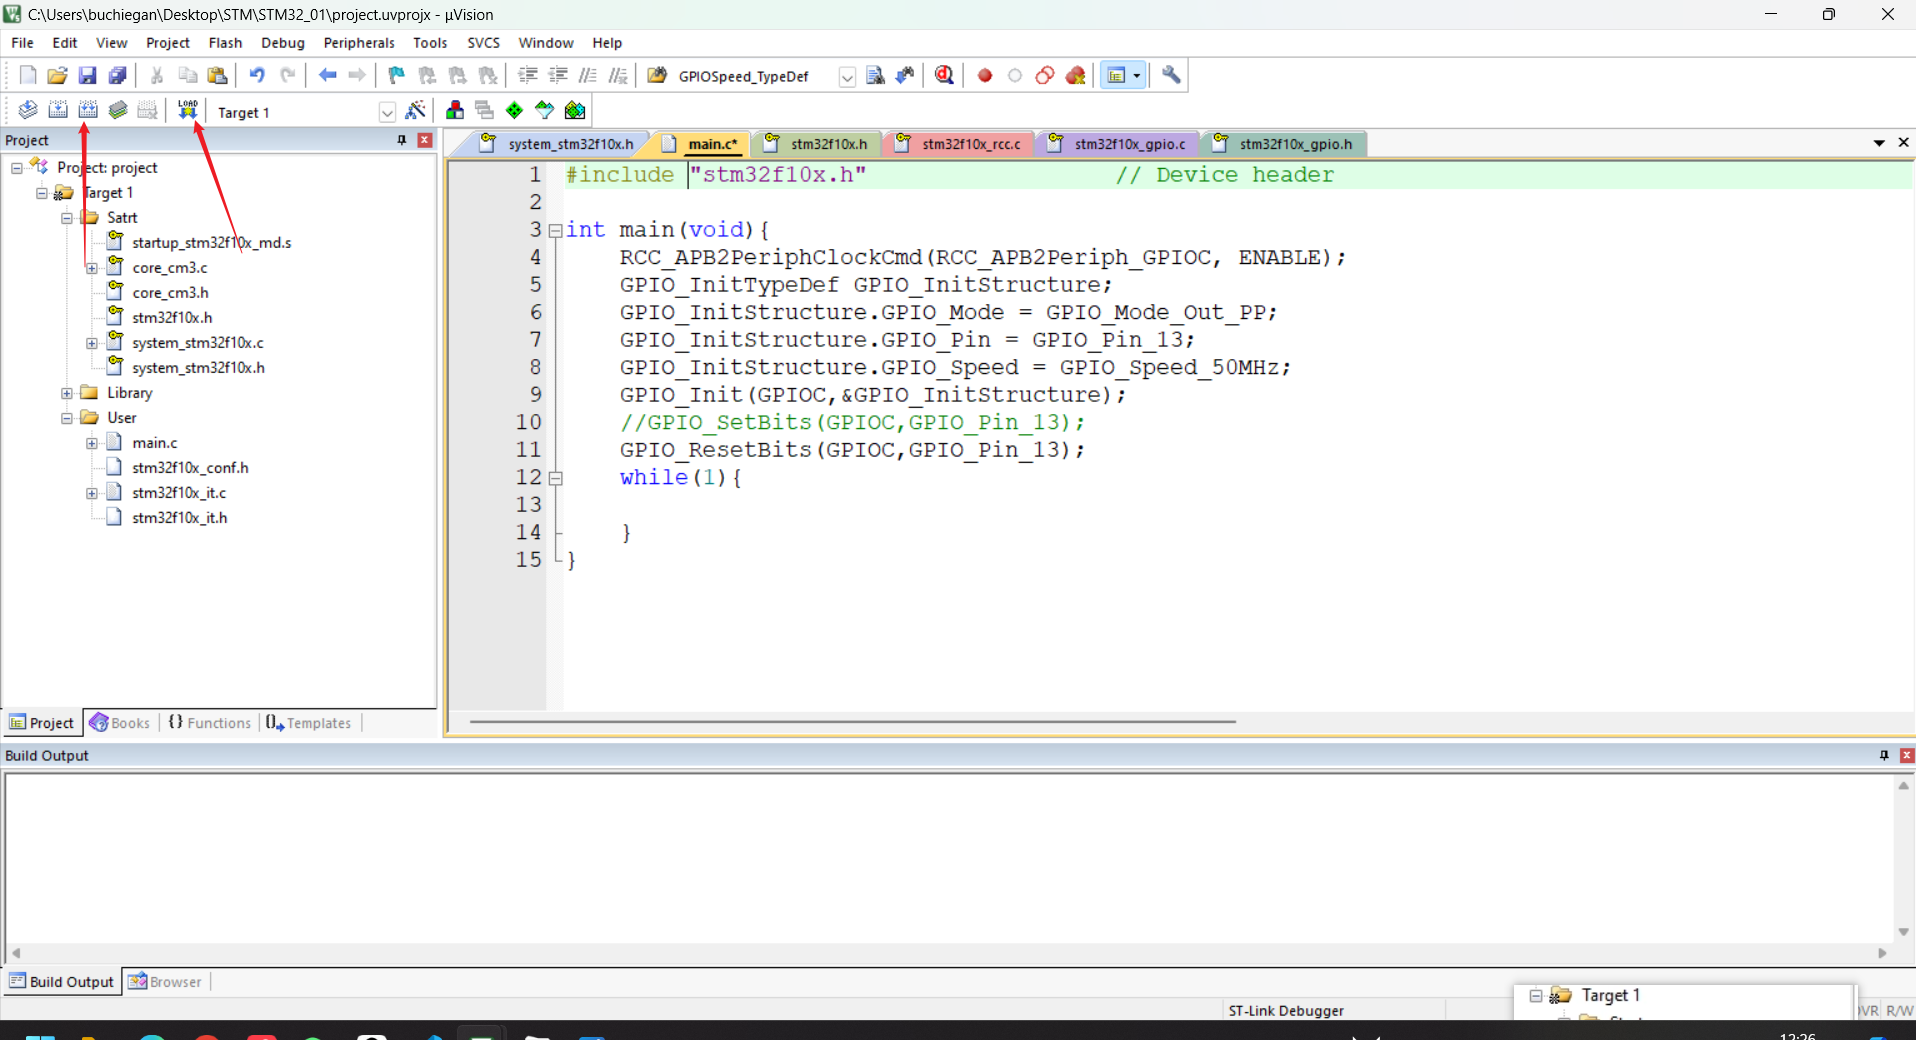 C:\Users\buchiegan\Desktop\STM\STM32_01\project.uvprojx - µVision
File Edit View Project Flash Debug Peripherals Tools SVCS Window Help
GPIOSpeed_TypeDef
LOAD Target 1
Project
Project: project
Target 1
Satrt
startup_stm32f10x_md.s
core_cm3.c
core_cm3.h
stm32f10x.h
system_stm32f10x.c
system_stm32f10x.h
Library
User
main.c
stm32f10x_conf.h
stm32f10x_it.c
stm32f10x_it.h
Project Books {} Functions Templates
system_stm32f10x.h main.c* stm32f10x.h stm32f10x_rcc.c stm32f10x_gpio.c stm32f10x_gpio.h
1 #include "stm32f10x.h" // Device header
2
3 int main(void){
4 RCC_APB2PeriphClockCmd(RCC_APB2Periph_GPIOC, ENABLE);
5 GPIO_InitTypeDef GPIO_InitStructure;
6 GPIO_InitStructure.GPIO_Mode = GPIO_Mode_Out_PP;
7 GPIO_InitStructure.GPIO_Pin = GPIO_Pin_13;
8 GPIO_InitStructure.GPIO_Speed = GPIO_Speed_50MHz;
9 GPIO_Init(GPIOC,&GPIO_InitStructure);
10 //GPIO_SetBits(GPIOC,GPIO_Pin_13);
11 GPIO_ResetBits(GPIOC,GPIO_Pin_13);
12 while(1){
13
14 }
15 }
Build Output
Build Output Browser
ST-Link Debugger
Target 1
R/W